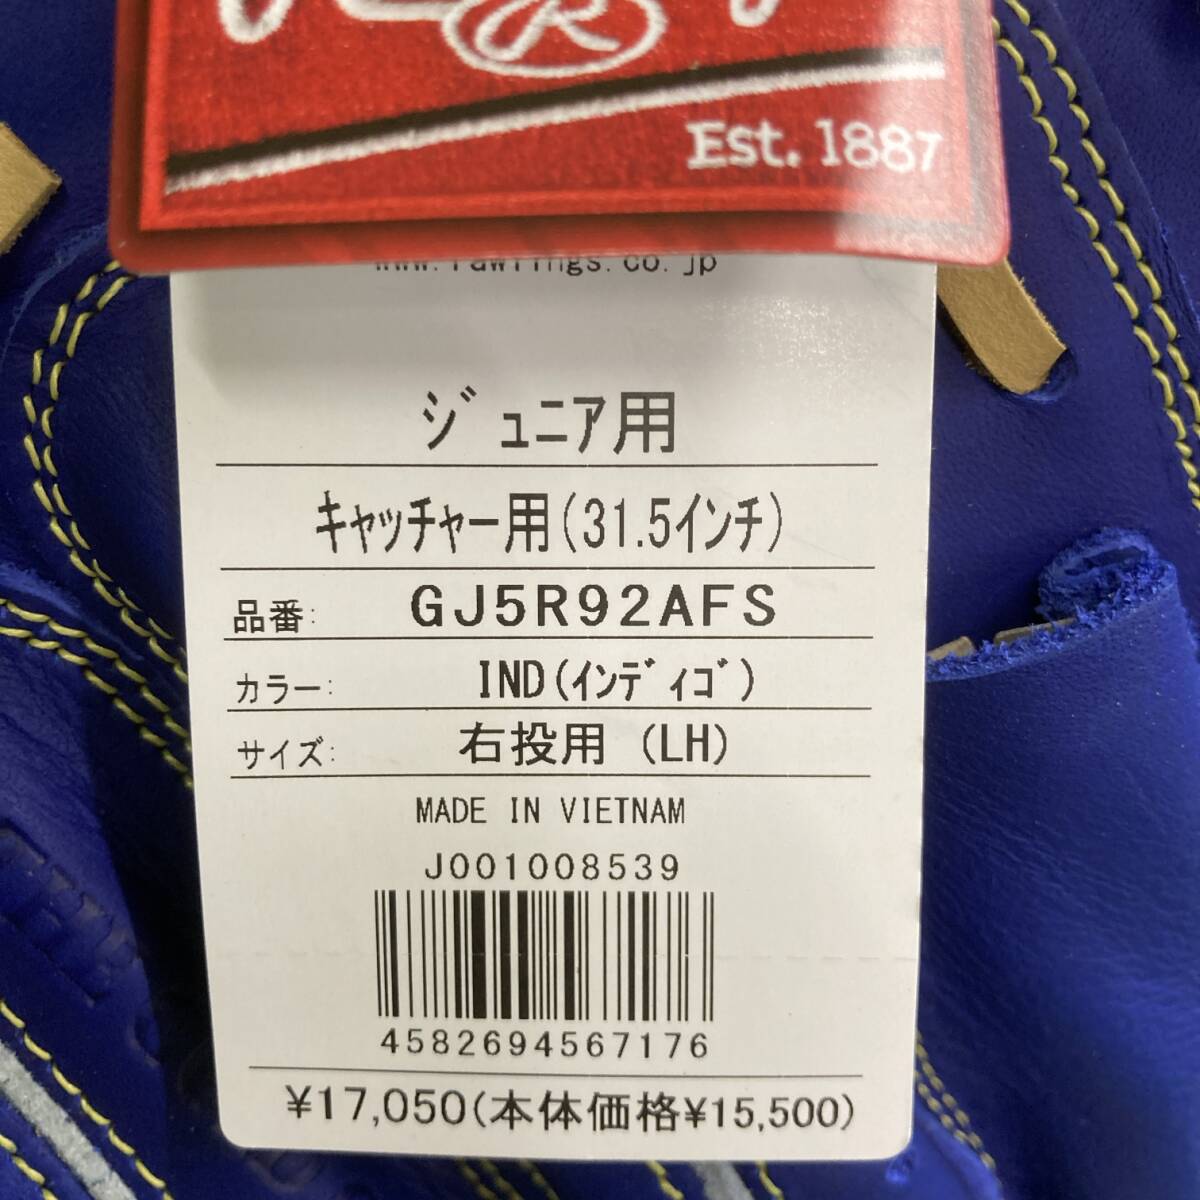 R
Est. 1887
www.rawlings.co.jp
ジュニア用
キャッチャー用(31.5インチ)
品番: GJ5R92AFS
カラー: IND(インディゴ)
サイズ: 右投用 (LH)
MADE IN VIETNAM
J001008539
4582694567176
¥17,050(本体価格¥15,500)